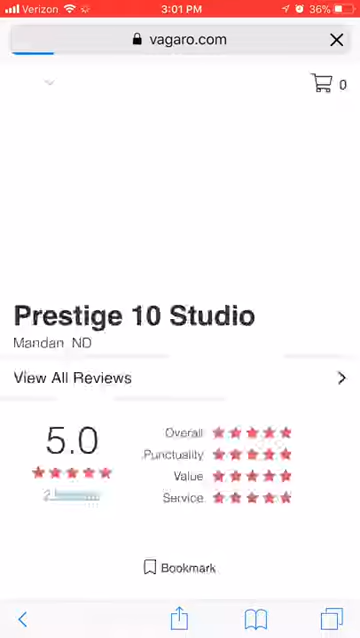 Verizon 3:01 PM 36%
vagaro.com
0
Prestige 10 Studio
Mandan ND
View All Reviews
5.0
Overall
Punctuality
Value
Service
Bookmark